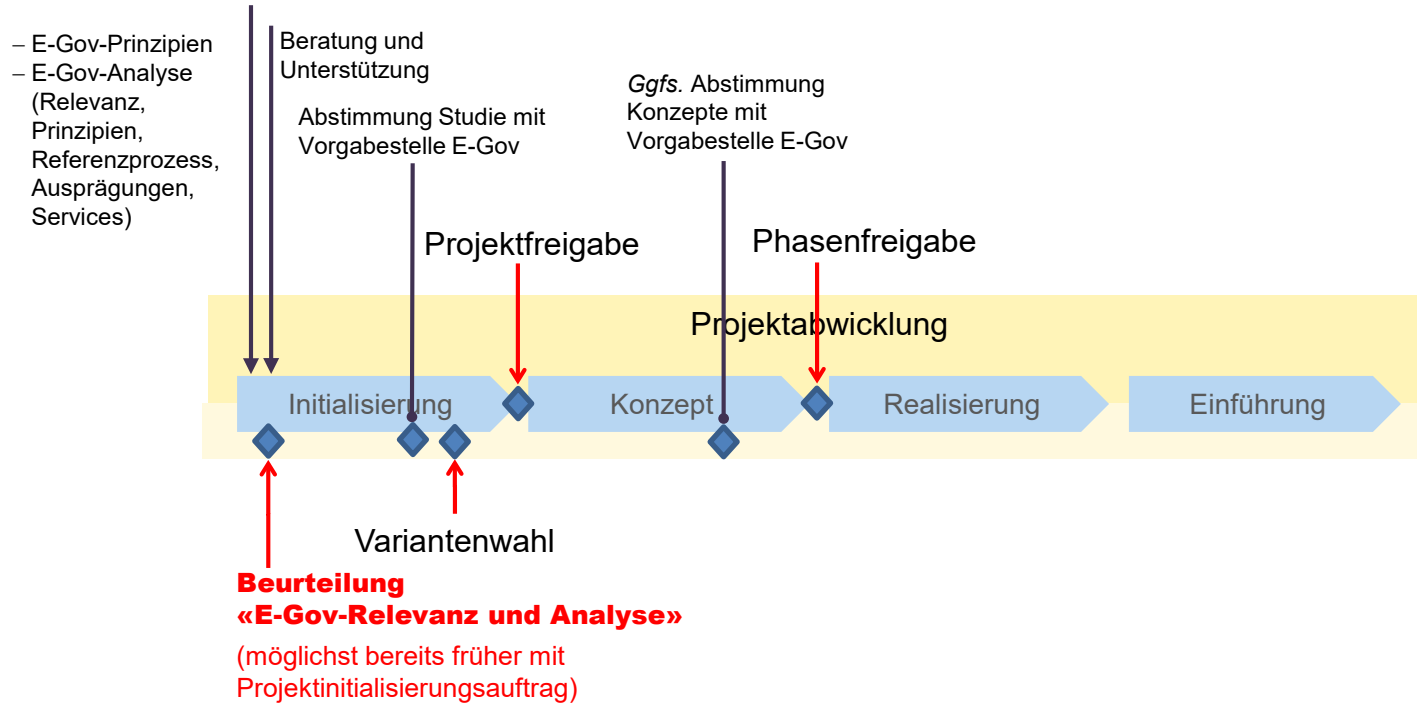 – E-Gov-Prinzipien
– E-Gov-Analyse
(Relevanz,
Prinzipien,
Referenzprozess,
Ausprägungen,
Services)
Beratung und
Unterstützung
Abstimmung Studie mit
Vorgabestelle E-Gov
Ggfs. Abstimmung
Konzepte mit
Vorgabestelle E-Gov
Projektfreigabe
Phasenfreigabe
Projektabwicklung
Initialisierung
Konzept
Realisierung
Einführung
Variantenwahl
Beurteilung
«E-Gov-Relevanz und Analyse»
(möglichst bereits früher mit
Projektinitialisierungsauftrag)